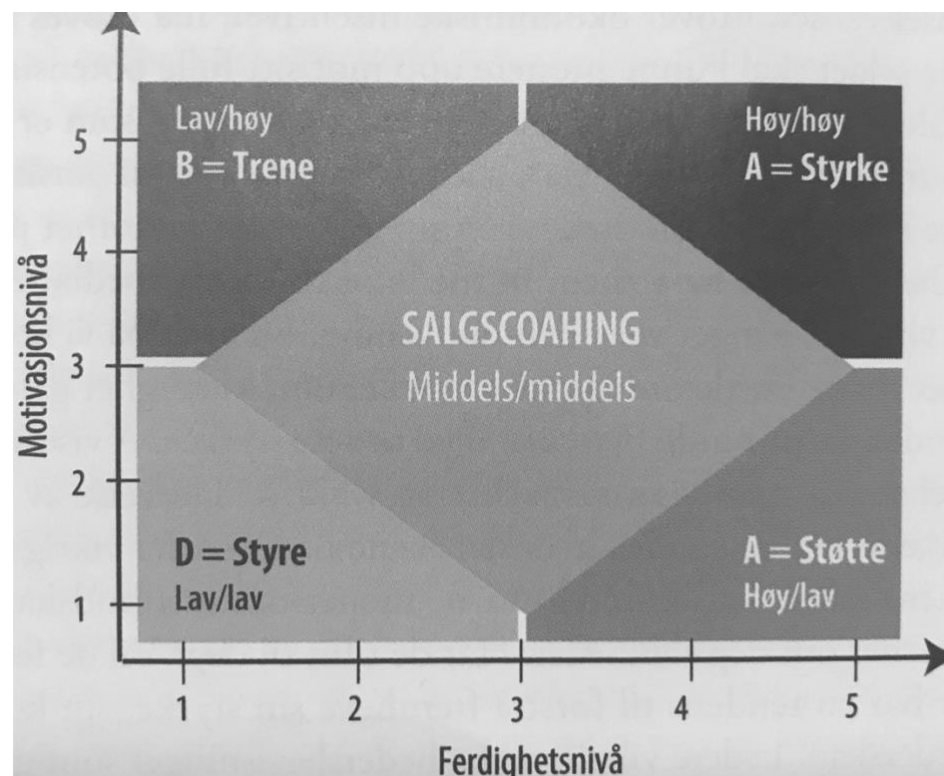 Lav/høy
B = Trene
Høy/høy
A = Styrke
SALGSCOAHING
Middels/middels
D = Styre
Lav/lav
A = Støtte
Høy/lav
Motivasjonsnivå
5
4
3
2
1
1 2 3 4 5
Ferdighetsnivå